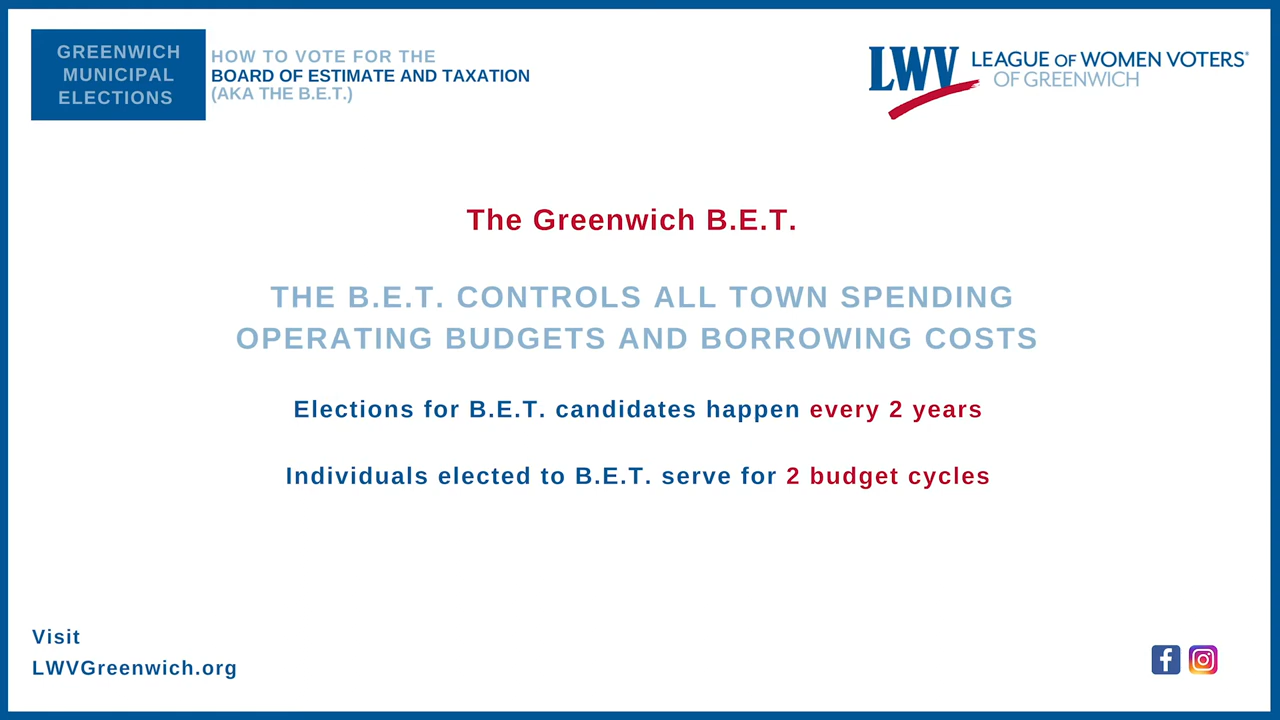 GREENWICH
MUNICIPAL
ELECTIONS
HOW TO VOTE FOR THE
BOARD OF ESTIMATE AND TAXATION
(AKA THE B.E.T.)
LWV LEAGUE OF WOMEN VOTERS®
OF GREENWICH
The Greenwich B.E.T.
THE B.E.T. CONTROLS ALL TOWN SPENDING
OPERATING BUDGETS AND BORROWING COSTS
Elections for B.E.T. candidates happen every 2 years
Individuals elected to B.E.T. serve for 2 budget cycles
Visit
LWVGreenwich.org